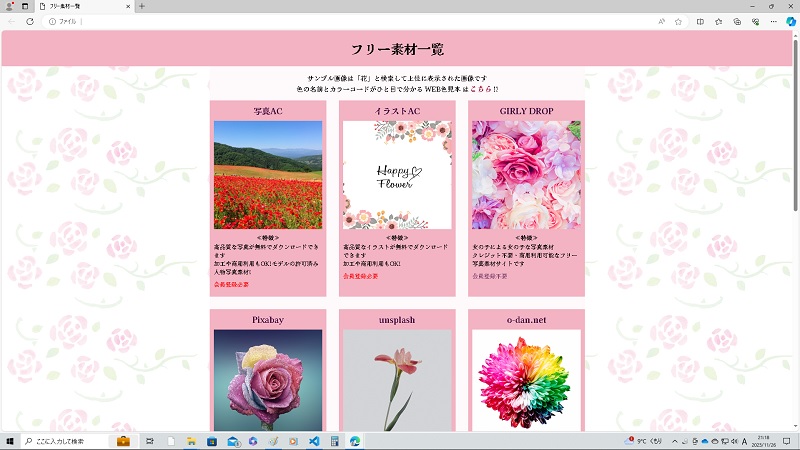 フリー素材一覧
ファイル
フリー素材一覧
サンプル画像は「花」と検索して上位に表示された画像です
色の名前とカラーコードがひと目で分かる WEB色見本 は こちら !?
写真AC
≪特徴≫
高品質な写真が無料でダウンロードでき
ます
加工や商用利用もOK!モデルの許可済み
人物写真素材!
会員登録必要
イラストAC
Happy
Flower
≪特徴≫
高品質なイラストが無料でダウンロード
できます
加工や商用利用もOK!
会員登録必要
GIRLY DROP
≪特徴≫
女の子による女の子な写真素材
クレジット不要・商用利用可能なフリー
写真素材サイトです
会員登録不要
Pixabay
unsplash
o-dan.net
ここに入力して検索
9°C くもり
A
21:18
2023/11/26